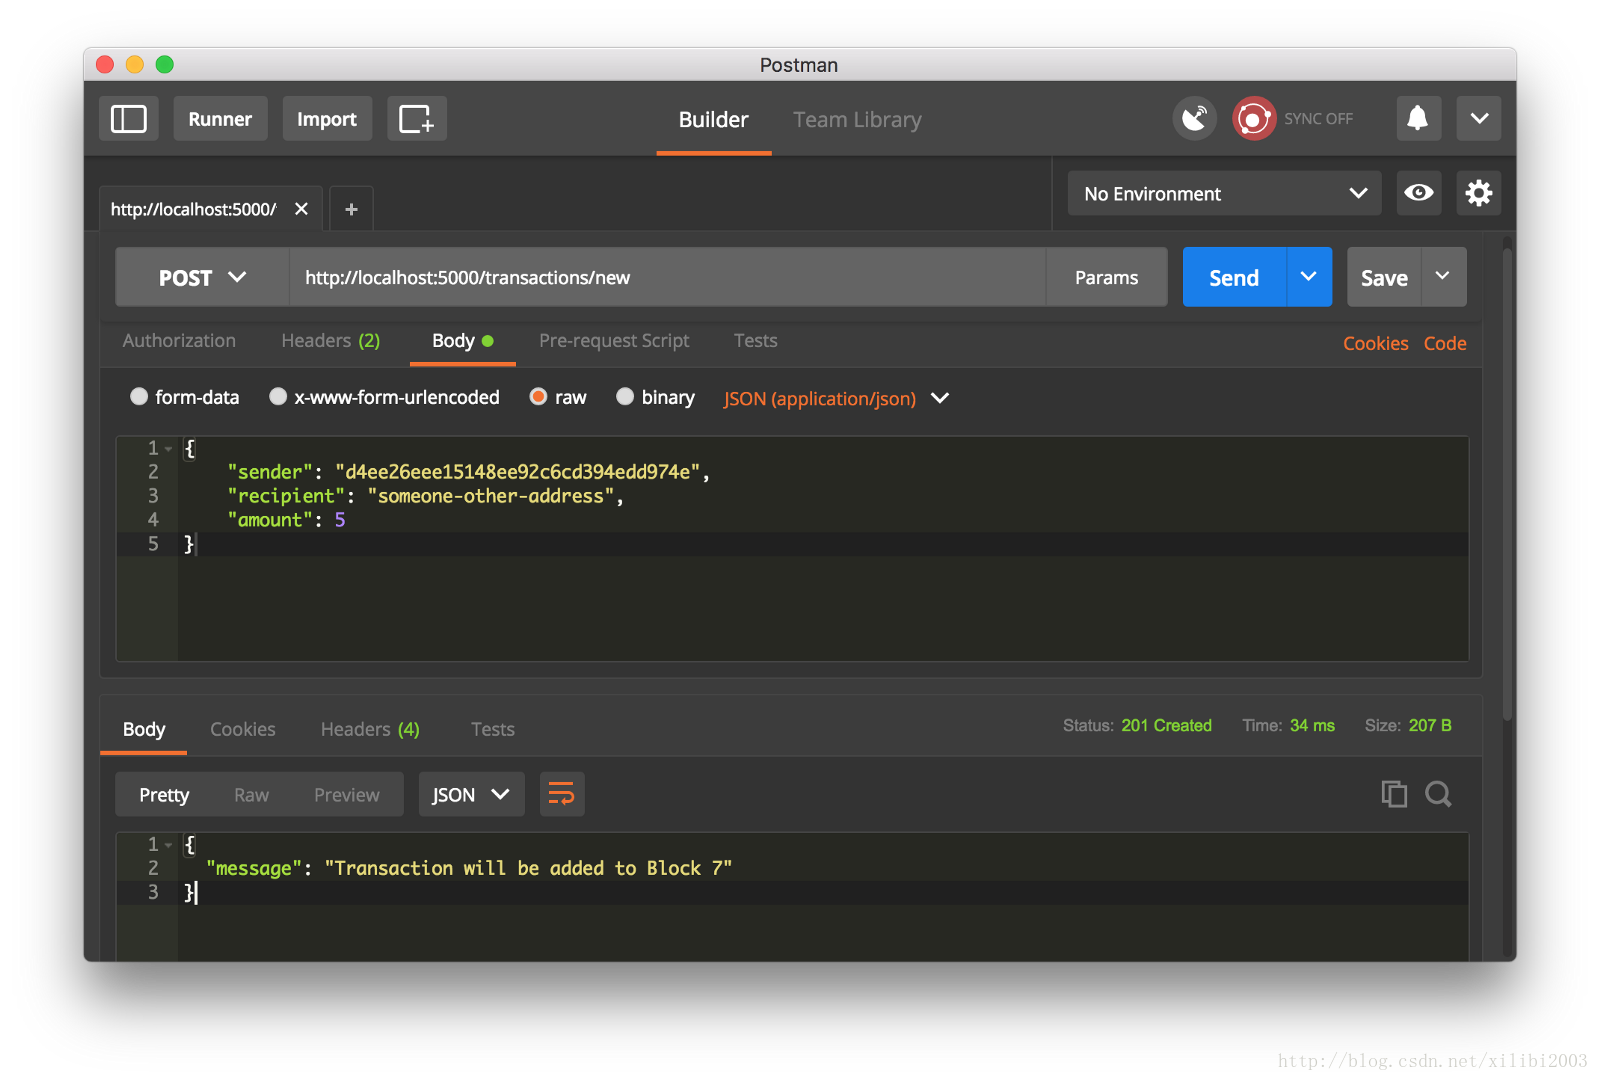 Postman
Runner Import Builder Team Library SYNC OFF
http://localhost:5000/ No Environment
POST http://localhost:5000/transactions/new Params Send Save
Authorization Headers (2) Body Pre-request Script Tests Cookies Code
form-data x-www-form-urlencoded raw binary JSON (application/json)
1 {
2 "sender": "d4ee26eee15148ee92c6cd394edd974e",
3 "recipient": "someone-other-address",
4 "amount": 5
5 }
Body Cookies Headers (4) Tests Status: 201 Created Time: 34 ms Size: 207 B
Pretty Raw Preview JSON
1 {
2 "message": "Transaction will be added to Block 7"
3 }
http://blog.csdn.net/xilibi2003